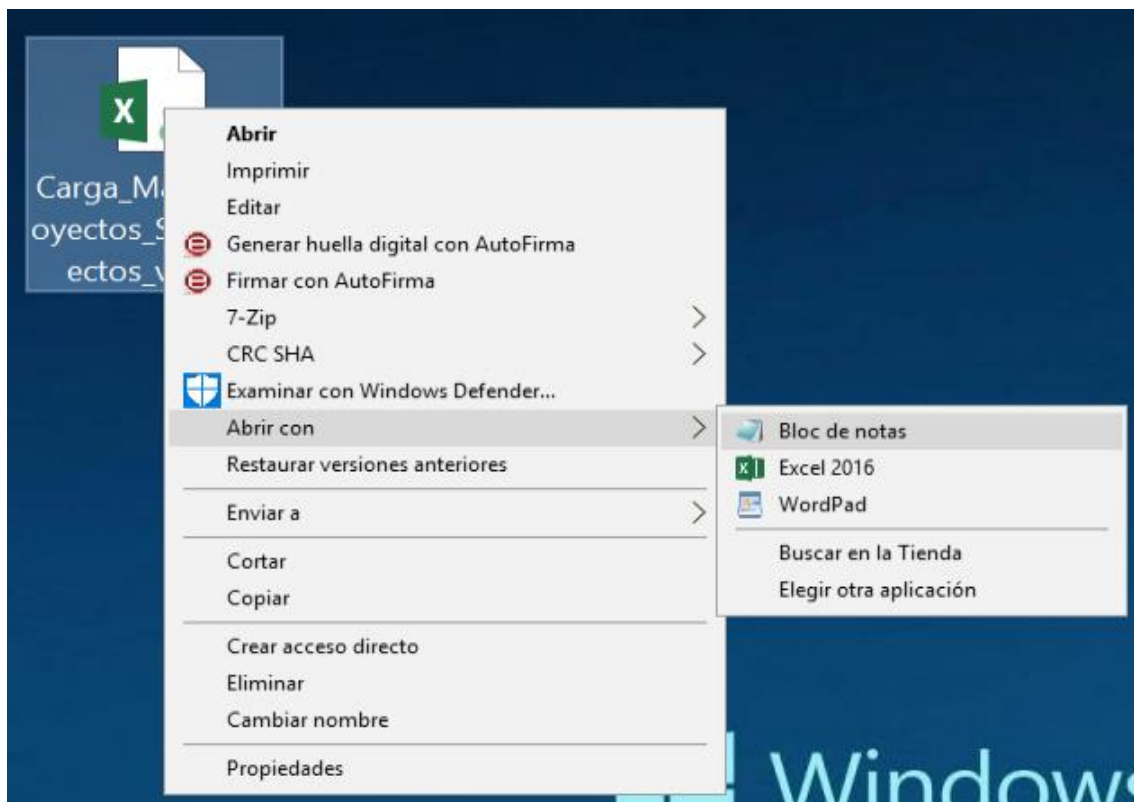 X
Carga_Ma
oyectos_S
ectos_v
Abrir
Imprimir
Editar
Generar huella digital con AutoFirma
Firmar con AutoFirma
7-Zip
CRC SHA
Examinar con Windows Defender...
Abrir con
Restaurar versiones anteriores
Enviar a
Cortar
Copiar
Crear acceso directo
Eliminar
Cambiar nombre
Propiedades
Bloc de notas
Excel 2016
WordPad
Buscar en la Tienda
Elegir otra aplicación
Windows